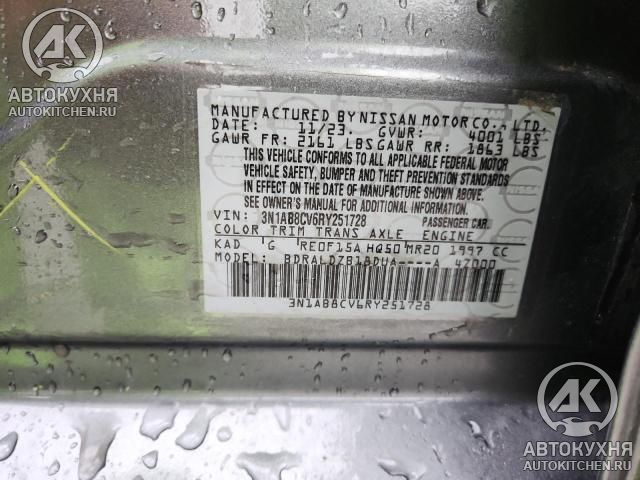 АК
АВТОКУХНЯ
AUTOKITCHEN.RU
MANUFACTURED BY NISSAN MOTOR CO., LTD.
DATE: 11/23. GVWR: 4001 LBS
GAWR FR: 2161 LBS GAWR RR: 1863 LBS
THIS VEHICLE CONFORMS TO ALL APPLICABLE FEDERAL MOTOR
VEHICLE SAFETY, BUMPER AND THEFT PREVENTION STANDARDS
IN EFFECT ON THE DATE OF MANUFACTURE SHOWN ABOVE.
SEE OWNER'S MANUAL FOR ADDITIONAL INFORMATION.
VIN: 3N1AB8CV6RY251728 PASSENGER CAR.
COLOR TRIM TRANS AXLE ENGINE
KAD 'G RE0F15A HQ50 MR20 1997 CC
MODEL: BDRALDZB18DUA----A 47000
3N1AB8CV6RY251728
АК
АВТОКУХНЯ
AUTOKITCHEN.RU